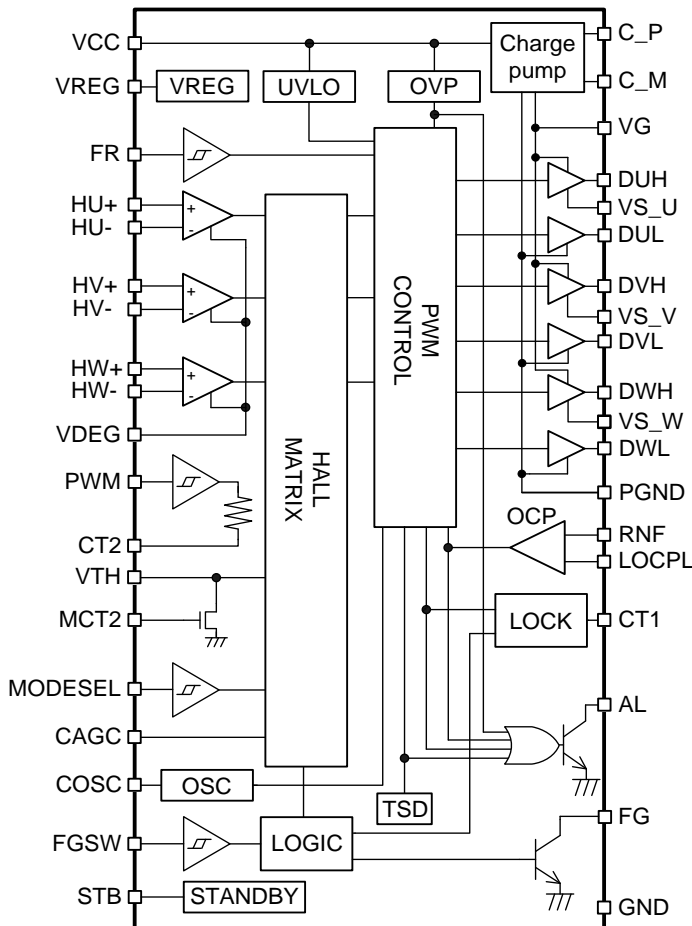 VCC
VREG
FR
HU+
HU-
HV+
HV-
HW+
HW-
VDEG
PWM
CT2
VTH
MCT2
MODESEL
CAGC
COSC
FGSW
STB
VREG
UVLO
OVP
Charge
pump
+
-
+
-
+
-
HALL
MATRIX
PWM
CONTROL
OCP
LOCK
OSC
TSD
LOGIC
STANDBY
C_P
C_M
VG
DUH
VS_U
DUL
DVH
VS_V
DVL
DWH
VS_W
DWL
PGND
RNF
LOCPL
CT1
AL
FG
GND